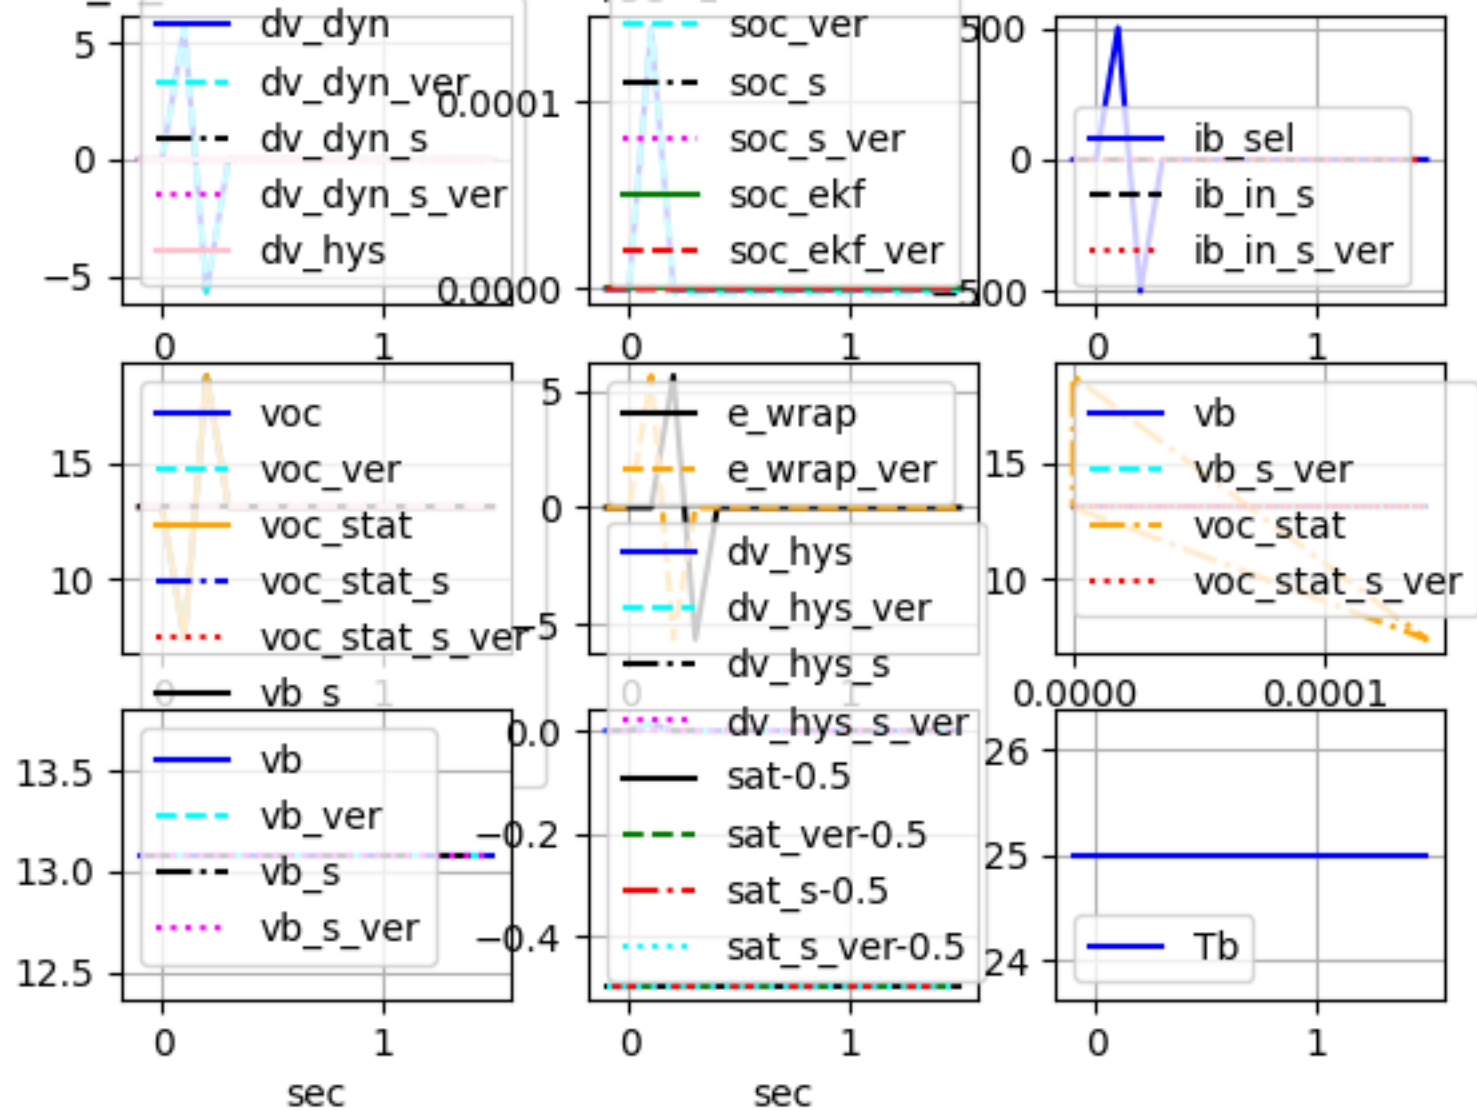 dv_dyn
dv_dyn_ver
dv_dyn_s
dv_dyn_s_ver
dv_hys
5
0
−5
0 1
soc_ver
soc_s
soc_s_ver
soc_ekf
soc_ekf_ver
0.0001
0.0000
0 1
ib_sel
ib_in_s
ib_in_s_ver
500
0
500
0 1
voc
voc_ver
voc_stat
voc_stat_s
voc_stat_s_ver
vb_s
15
10
0 1
e_wrap
e_wrap_ver
5
0
−5
0 1
vb
vb_s_ver
voc_stat
voc_stat_s_ver
15
10
0.0000 0.0001
vb
vb_ver
vb_s
vb_s_ver
13.5
13.0
12.5
0 1
sec
dv_hys
dv_hys_ver
dv_hys_s
dv_hys_s_ver
sat-0.5
sat_ver-0.5
sat_s-0.5
sat_s_ver-0.5
0.0
−0.2
−0.4
0 1
sec
Tb
26
25
24
0 1